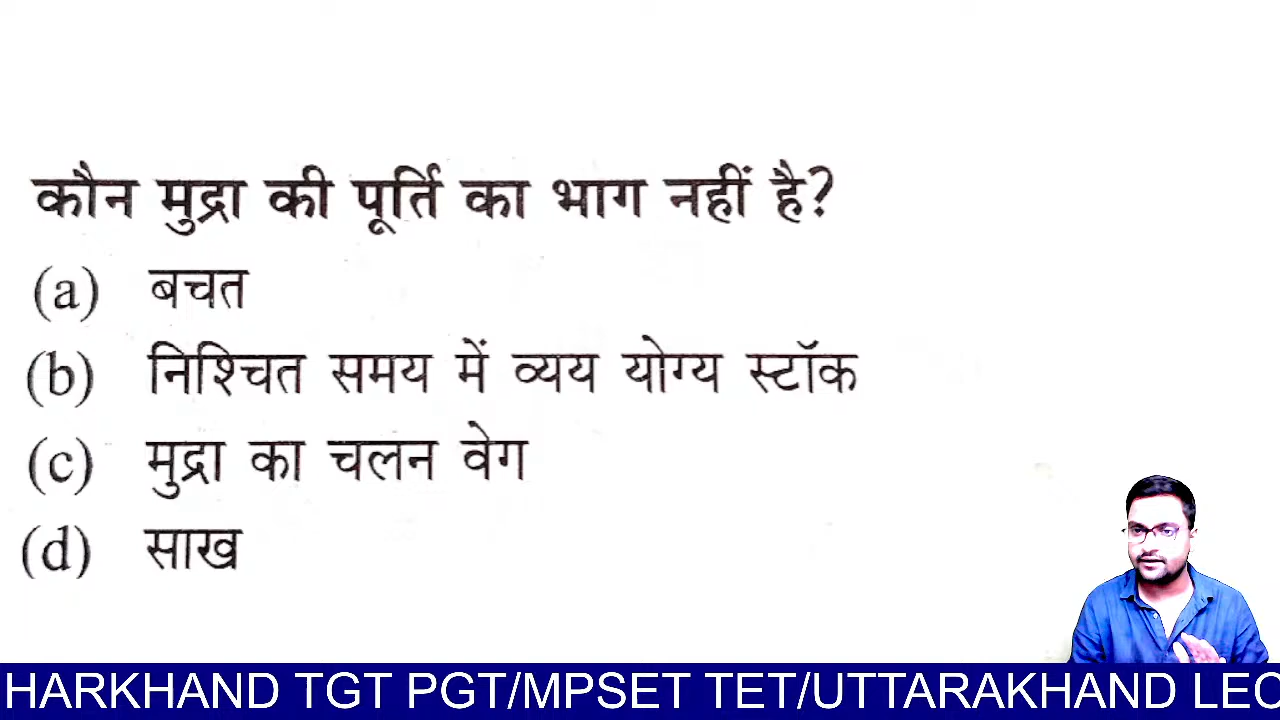 कौन मुद्रा की पूर्ति का भाग नहीं है?
(a) बचत
(b) निश्चित समय में व्यय योग्य स्टॉक
(c) मुद्रा का चलन वेग
(d) साख
HARKHAND TGT PGT/MPSET TET/UTTARAKHAND LEC